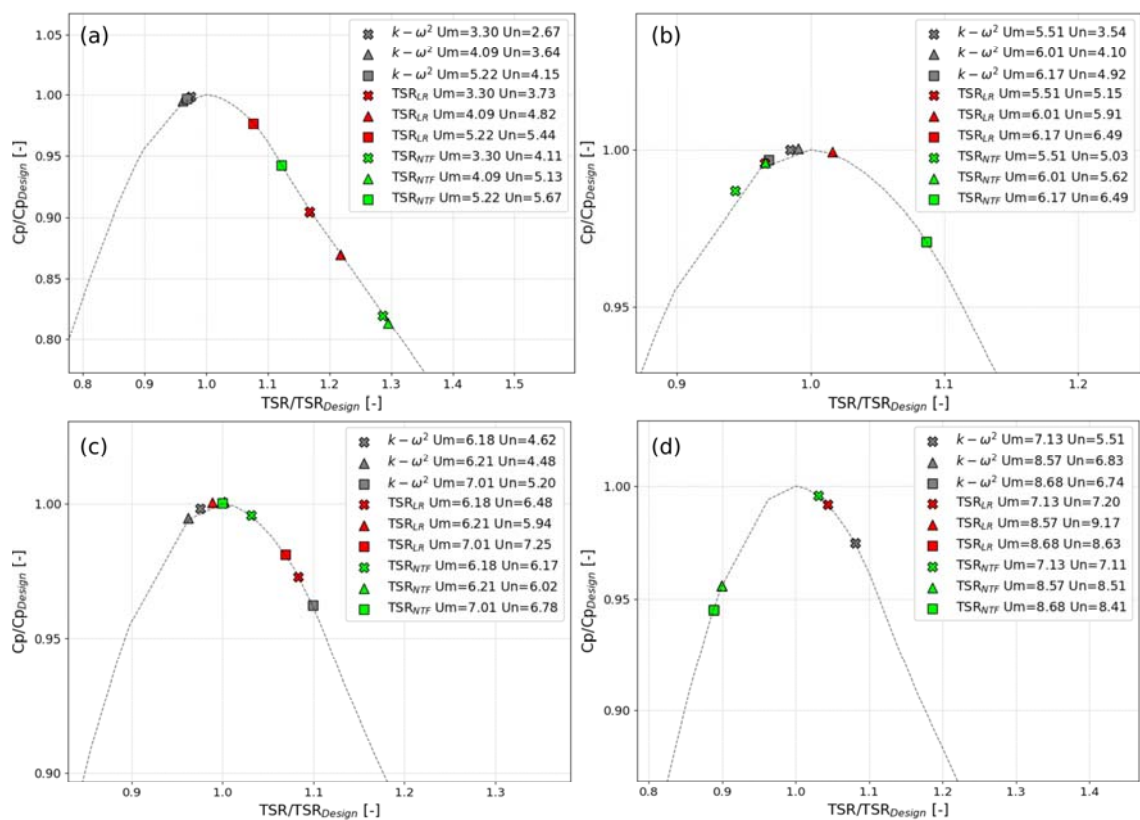 (a)
k − ω² Um=3.30 Un=2.67
k − ω² Um=4.09 Un=3.64
k − ω² Um=5.22 Un=4.15
TSR_LR Um=3.30 Un=3.73
TSR_LR Um=4.09 Un=4.82
TSR_LR Um=5.22 Un=5.44
TSR_NTF Um=3.30 Un=4.11
TSR_NTF Um=4.09 Un=5.13
TSR_NTF Um=5.22 Un=5.67
1.05
1.00
0.95
0.90
0.85
0.80
Cp/Cp_Design [-]
0.8 0.9 1.0 1.1 1.2 1.3 1.4 1.5
TSR/TSR_Design [-]
(b)
k − ω² Um=5.51 Un=3.54
k − ω² Um=6.01 Un=4.10
k − ω² Um=6.17 Un=4.92
TSR_LR Um=5.51 Un=5.15
TSR_LR Um=6.01 Un=5.91
TSR_LR Um=6.17 Un=6.49
TSR_NTF Um=5.51 Un=5.03
TSR_NTF Um=6.01 Un=5.62
TSR_NTF Um=6.17 Un=6.49
1.00
0.95
Cp/Cp_Design [-]
0.9 1.0 1.1 1.2
TSR/TSR_Design [-]
(c)
k − ω² Um=6.18 Un=4.62
k − ω² Um=6.21 Un=4.48
k − ω² Um=7.01 Un=5.20
TSR_LR Um=6.18 Un=6.48
TSR_LR Um=6.21 Un=5.94
TSR_LR Um=7.01 Un=7.25
TSR_NTF Um=6.18 Un=6.17
TSR_NTF Um=6.21 Un=6.02
TSR_NTF Um=7.01 Un=6.78
1.00
0.95
0.90
Cp/Cp_Design [-]
0.9 1.0 1.1 1.2 1.3
TSR/TSR_Design [-]
(d)
k − ω² Um=7.13 Un=5.51
k − ω² Um=8.57 Un=6.83
k − ω² Um=8.68 Un=6.74
TSR_LR Um=7.13 Un=7.20
TSR_LR Um=8.57 Un=9.17
TSR_LR Um=8.68 Un=8.63
TSR_NTF Um=7.13 Un=7.11
TSR_NTF Um=8.57 Un=8.51
TSR_NTF Um=8.68 Un=8.41
1.00
0.95
0.90
Cp/Cp_Design [-]
0.8 0.9 1.0 1.1 1.2 1.3 1.4
TSR/TSR_Design [-]